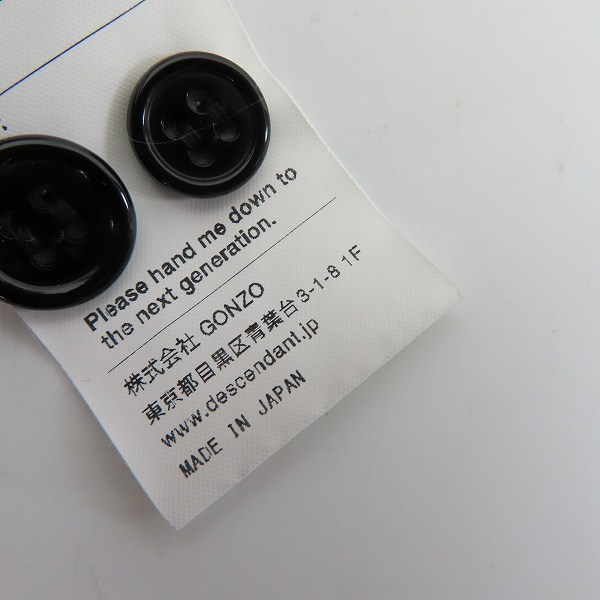 Please hand me down to
the next generation.
株式会社 GONZO
東京都目黒区青葉台3-1-8 1F
www.descendant.jp
MADE IN JAPAN